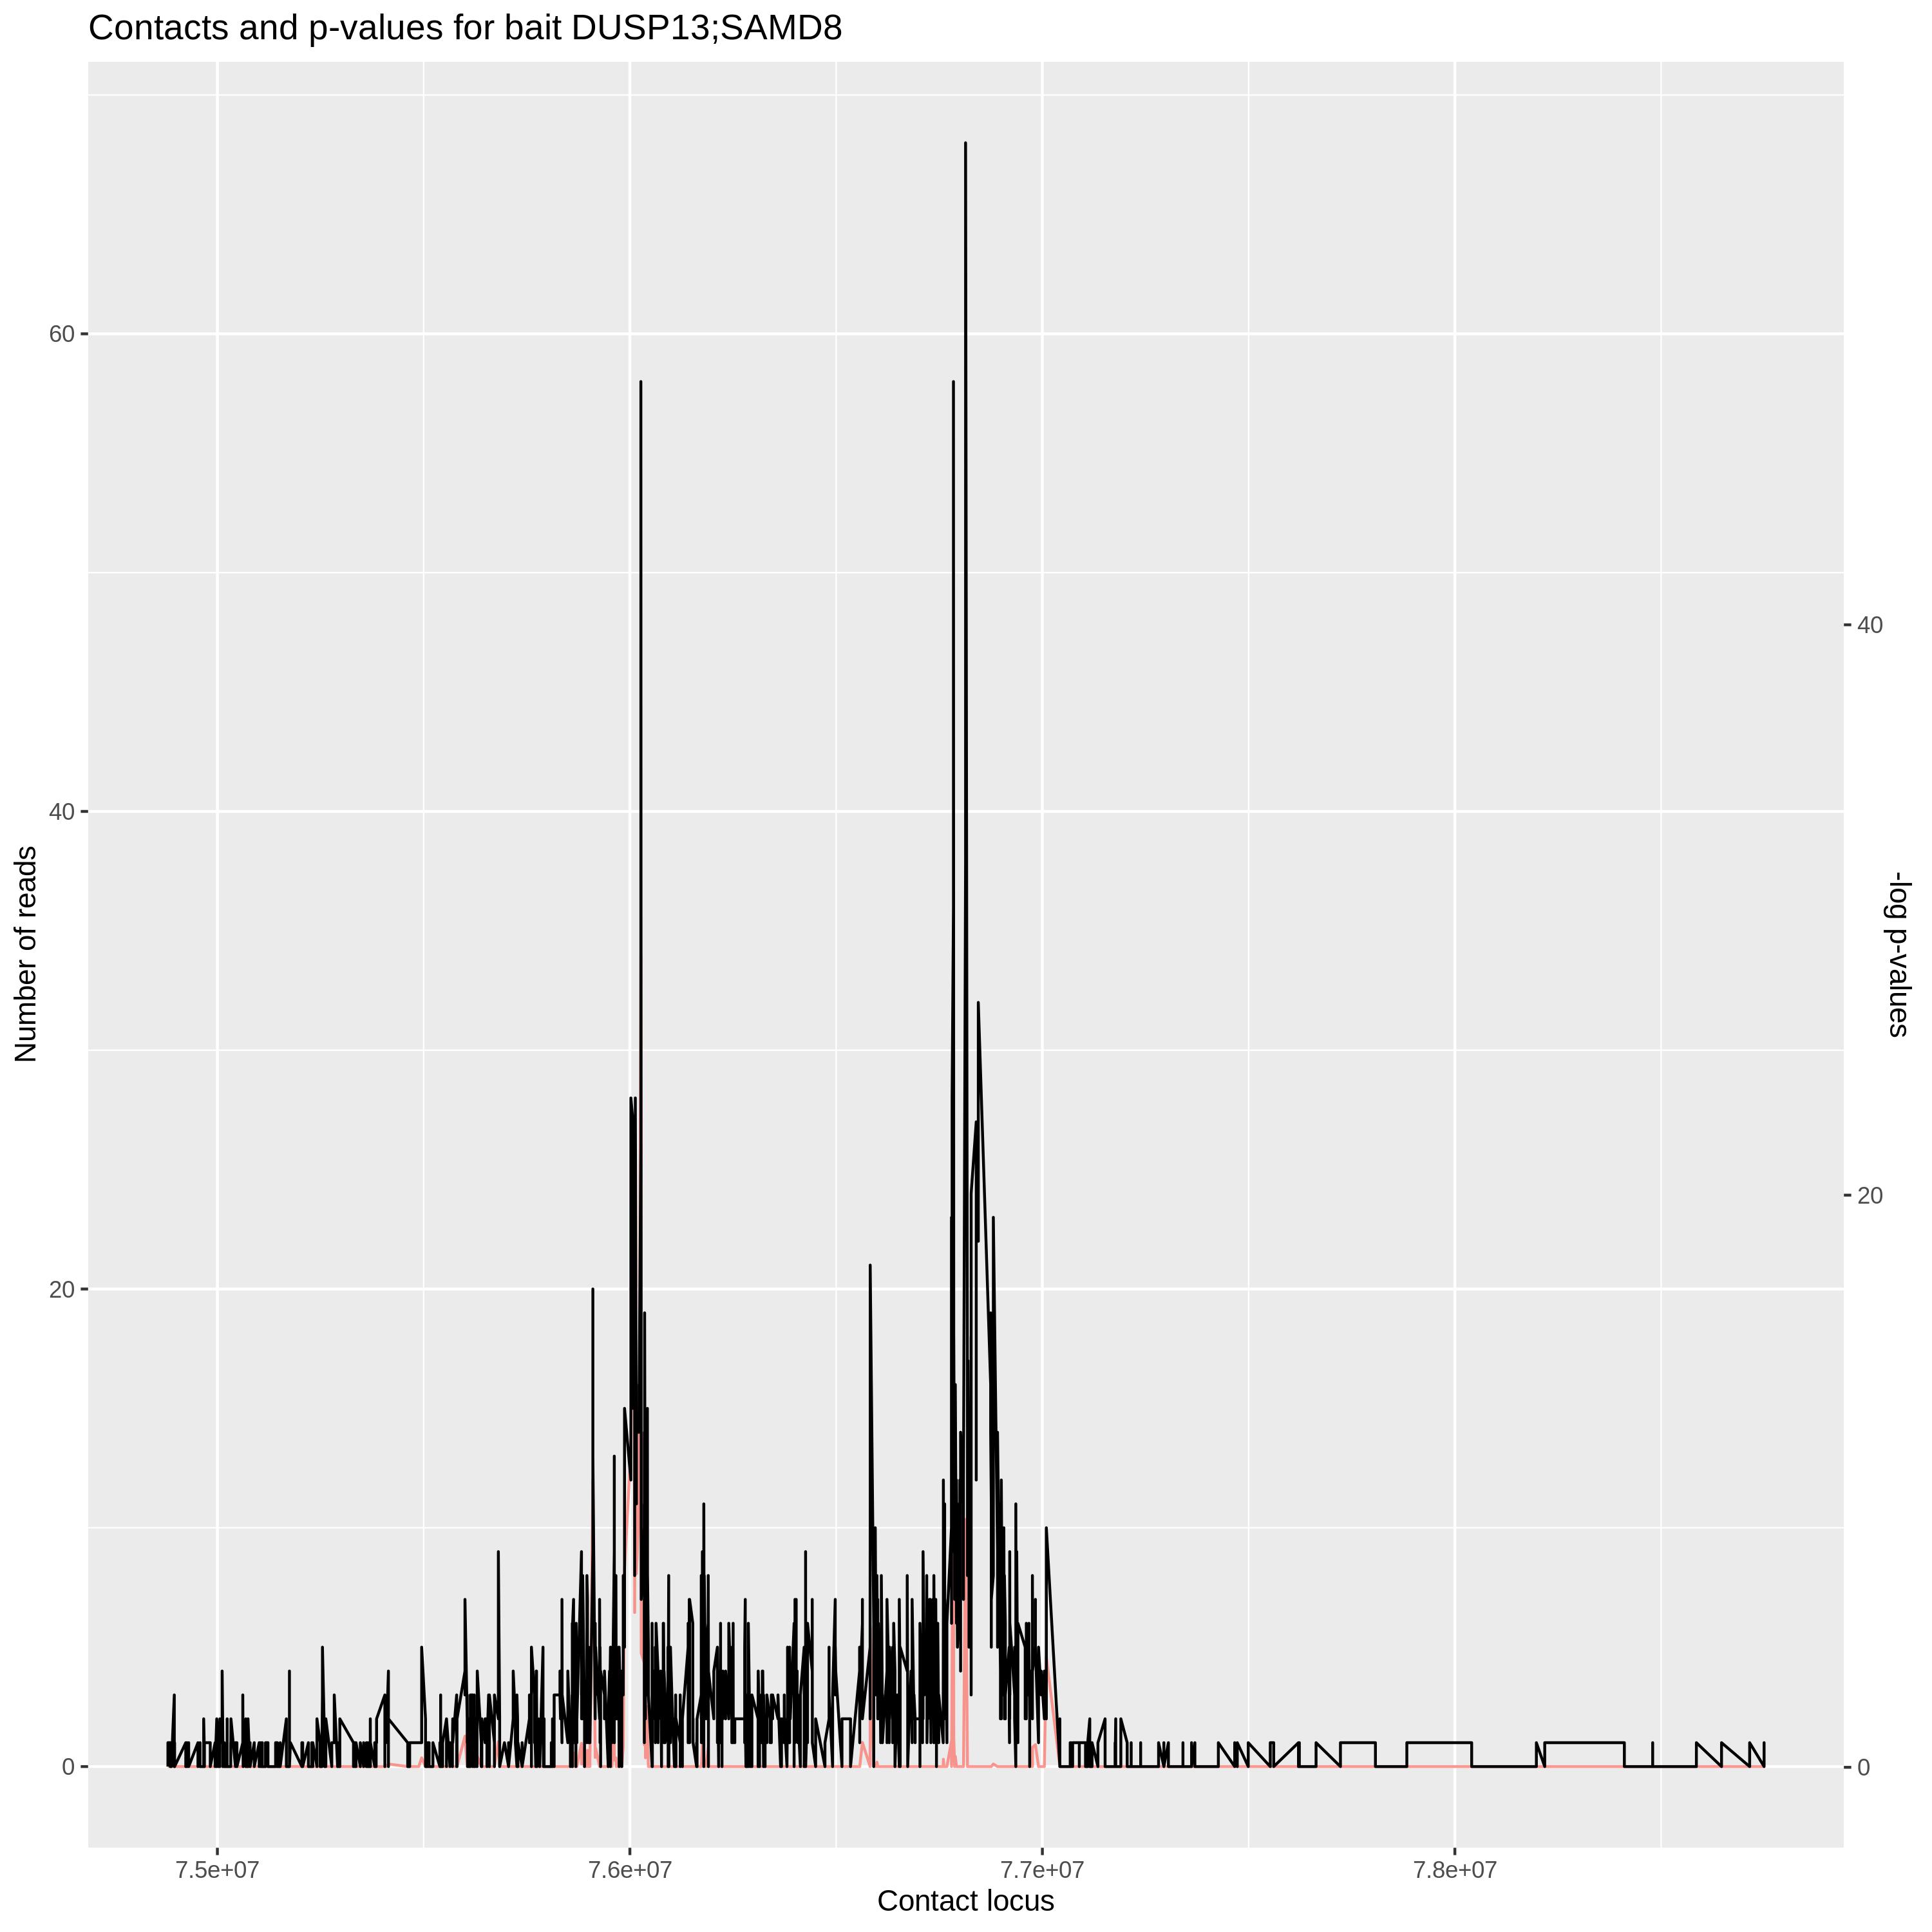 Contacts and p-values for bait DUSP13;SAMD8
Number of reads
60
40
20
0
40
20
0
-log p-values
7.5e+07 7.6e+07 7.7e+07 7.8e+07
Contact locus